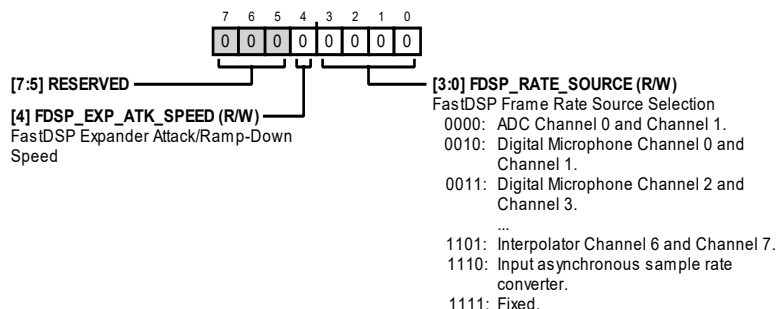 7 6 5 4 3 2 1 0
0 0 0 0 0 0 0 0
[7:5] RESERVED
[4] FDSP_EXP_ATK_SPEED (R/W)
FastDSP Expander Attack/Ramp-Down
Speed
[3:0] FDSP_RATE_SOURCE (R/W)
FastDSP Frame Rate Source Selection
0000: ADC Channel 0 and Channel 1.
0010: Digital Microphone Channel 0 and
Channel 1.
0011: Digital Microphone Channel 2 and
Channel 3.
...
1101: Interpolator Channel 6 and Channel 7.
1110: Input asynchronous sample rate
converter.
1111: Fixed.